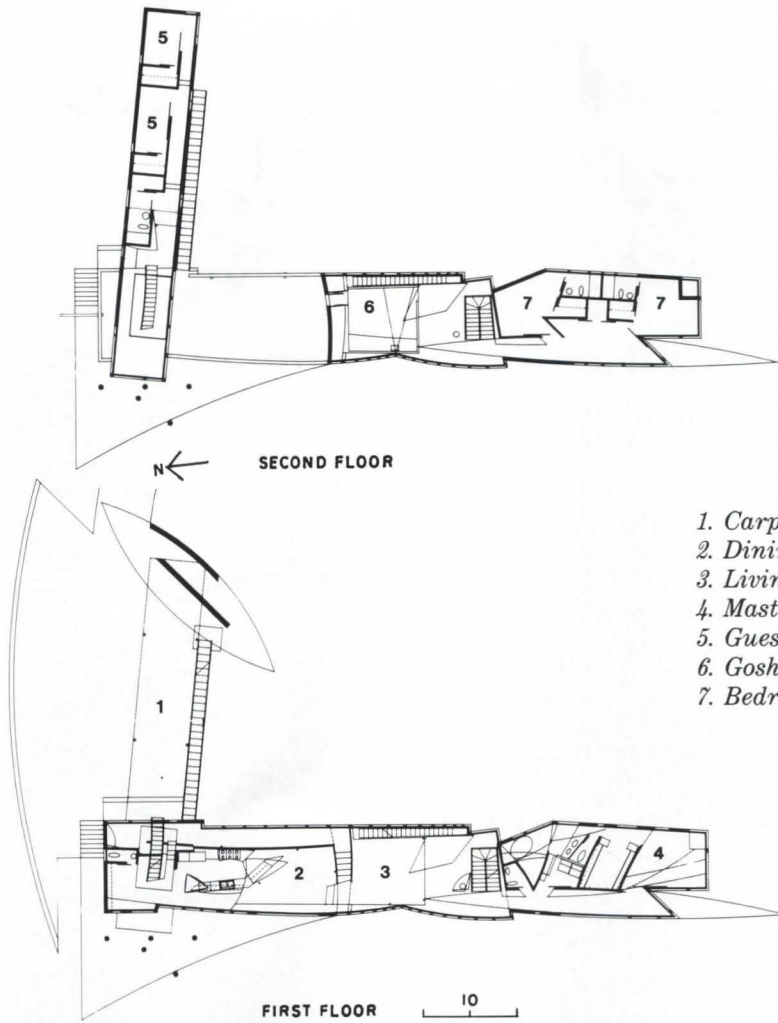 5
5
6
7
7
N
SECOND FLOOR
1. Carp
2. Dini
3. Livin
4. Mast
5. Gues
6. Gosh
7. Bedr
1
2
3
4
FIRST FLOOR
10